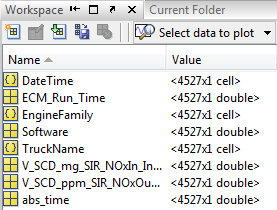 Workspace
Current Folder
Select data to plot
Name Value
DateTime <4527x1 cell>
ECM_Run_Time <4527x1 double>
EngineFamily <4527x1 cell>
Software <4527x1 double>
TruckName <4527x1 cell>
V_SCD_mg_SIR_NOxIn_In... <4527x1 double>
V_SCD_ppm_SIR_NOxOu... <4527x1 double>
abs_time <4527x1 double>